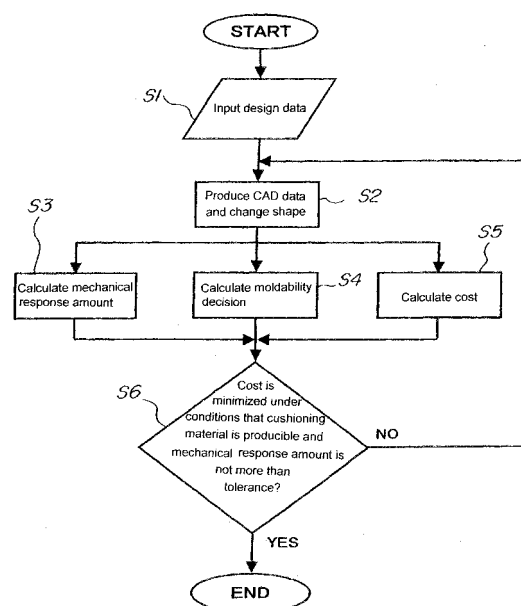 START
S1
Input design data
Produce CAD data
and change shape
S2
S3
Calculate mechanical
response amount
Calculate moldability
decision
S4
S5
Calculate cost
S6
Cost is
minimized under
conditions that cushioning
material is producible and
mechanical response amount is
not more than
tolerance?
NO
YES
END